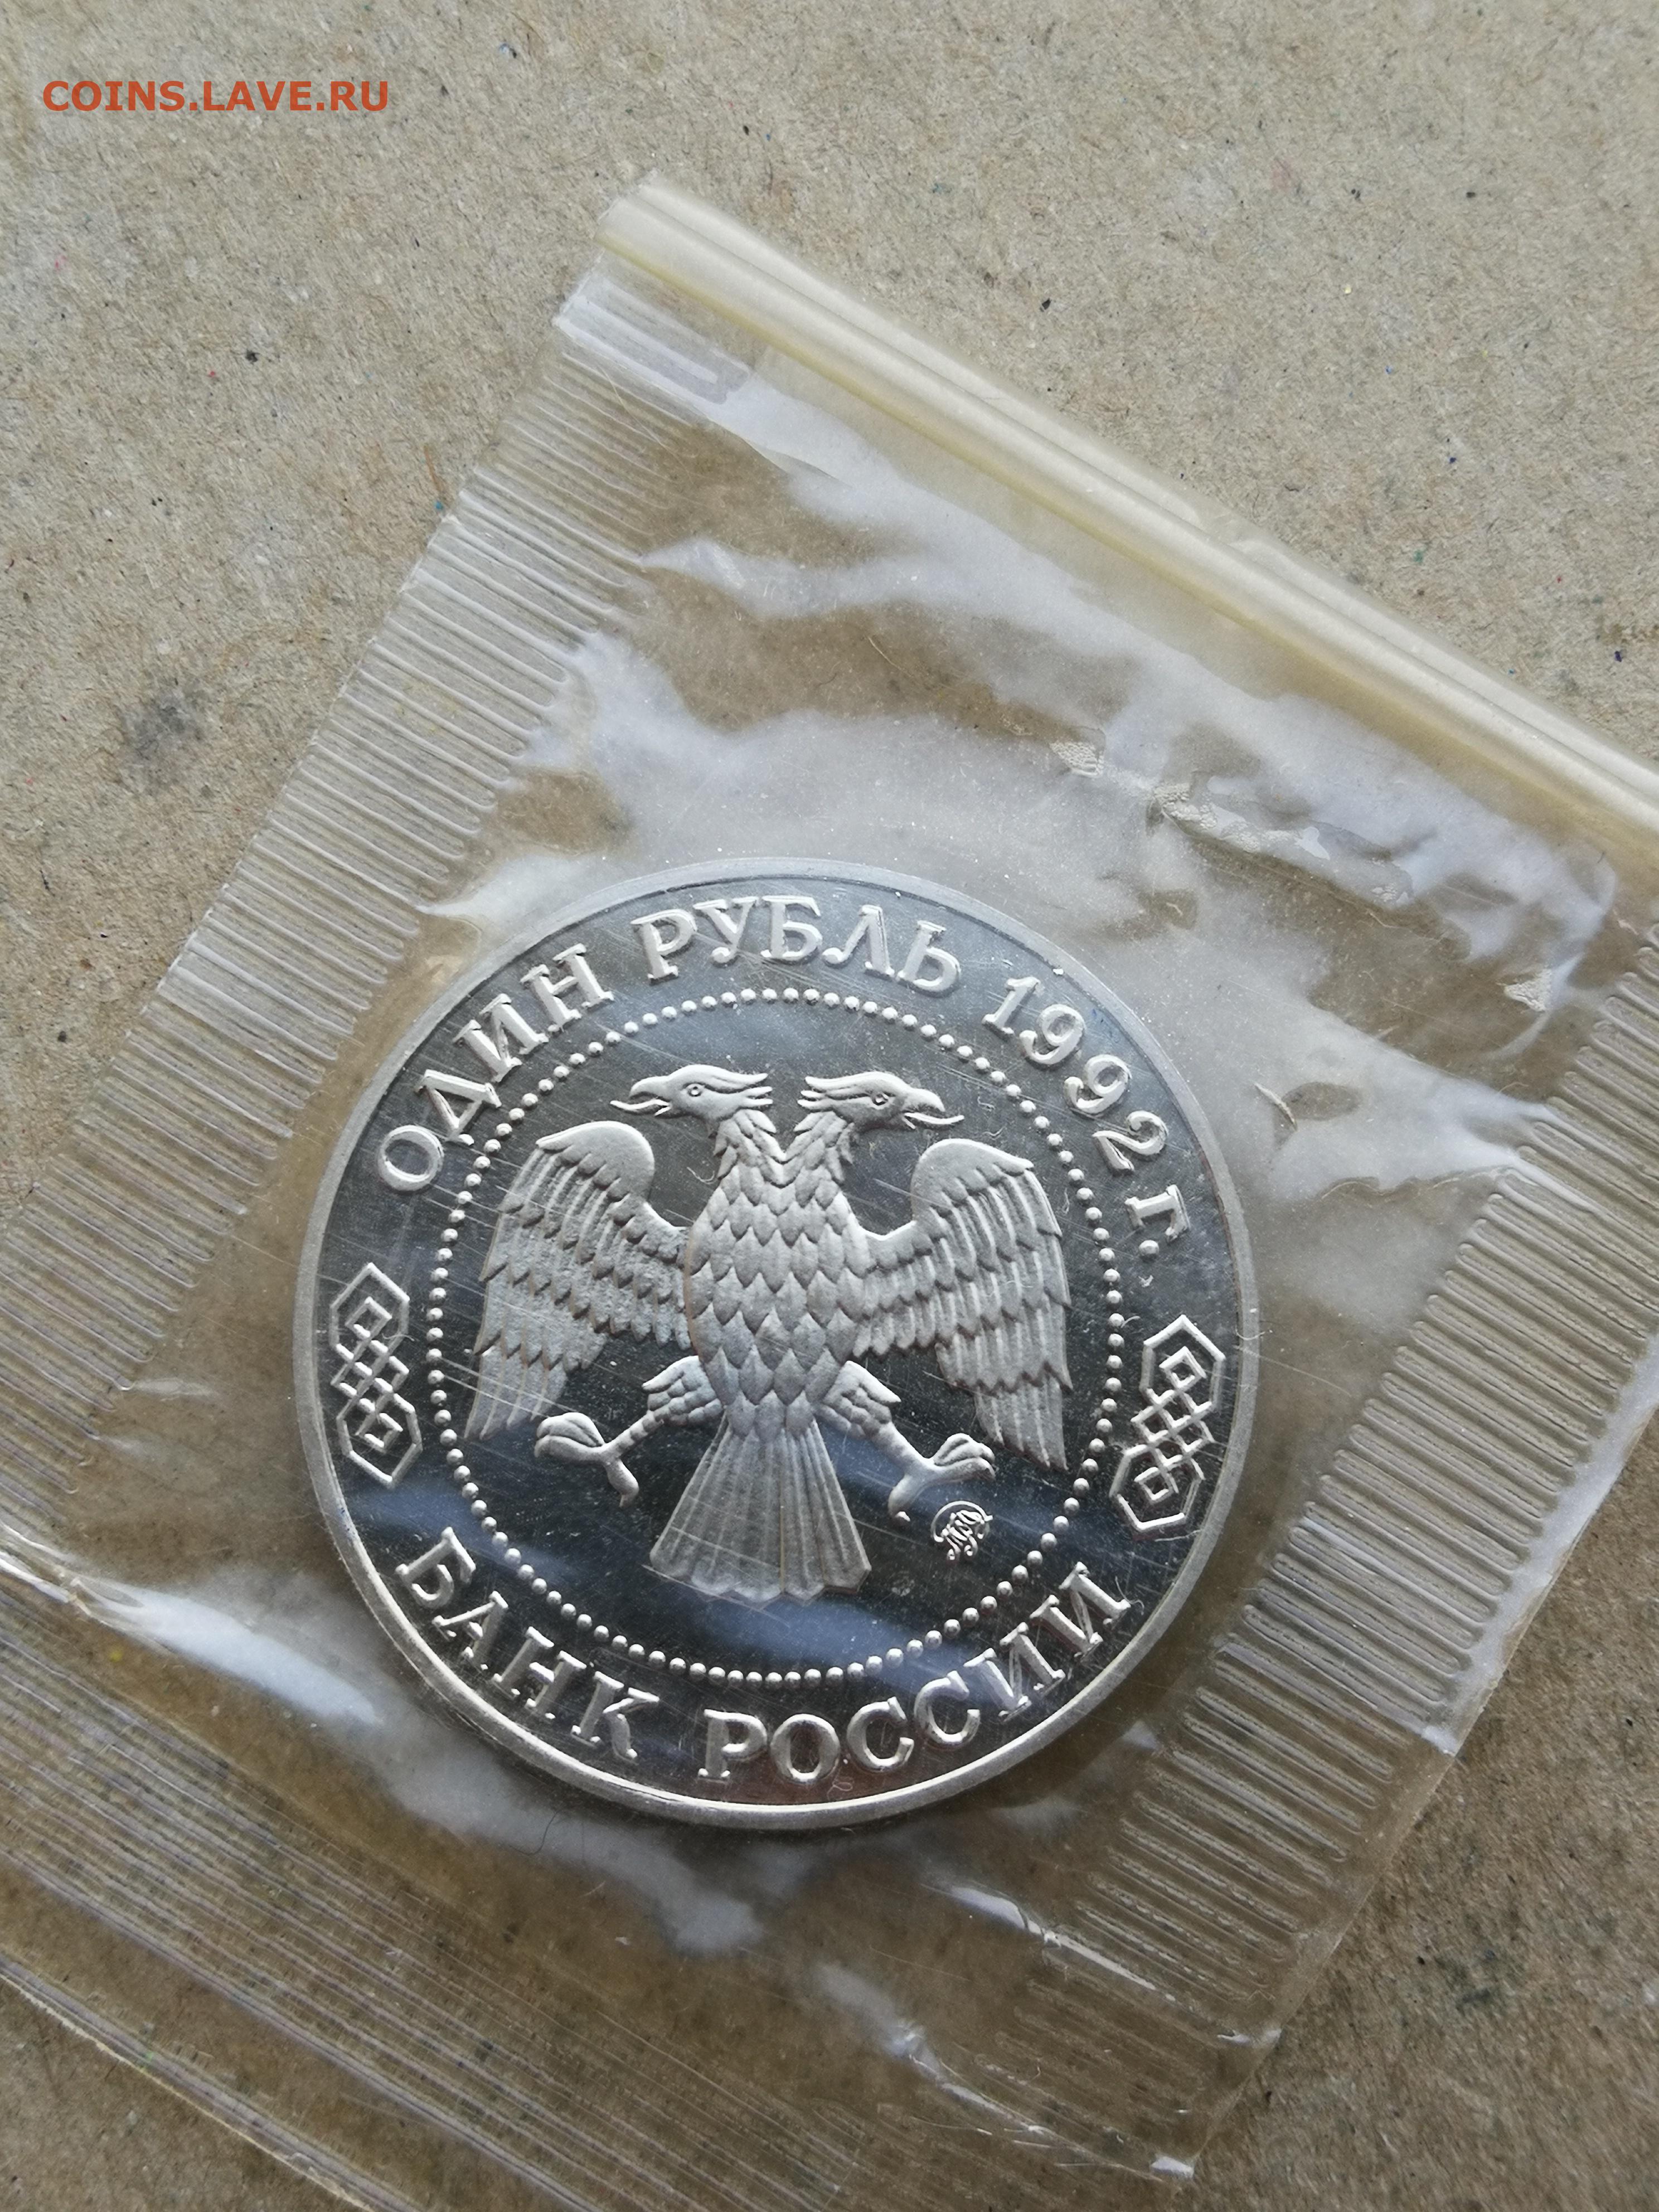 COINS.LAVE.RU
ОДИН РУБЛЬ 1992 г.
БАНК РОССИИ